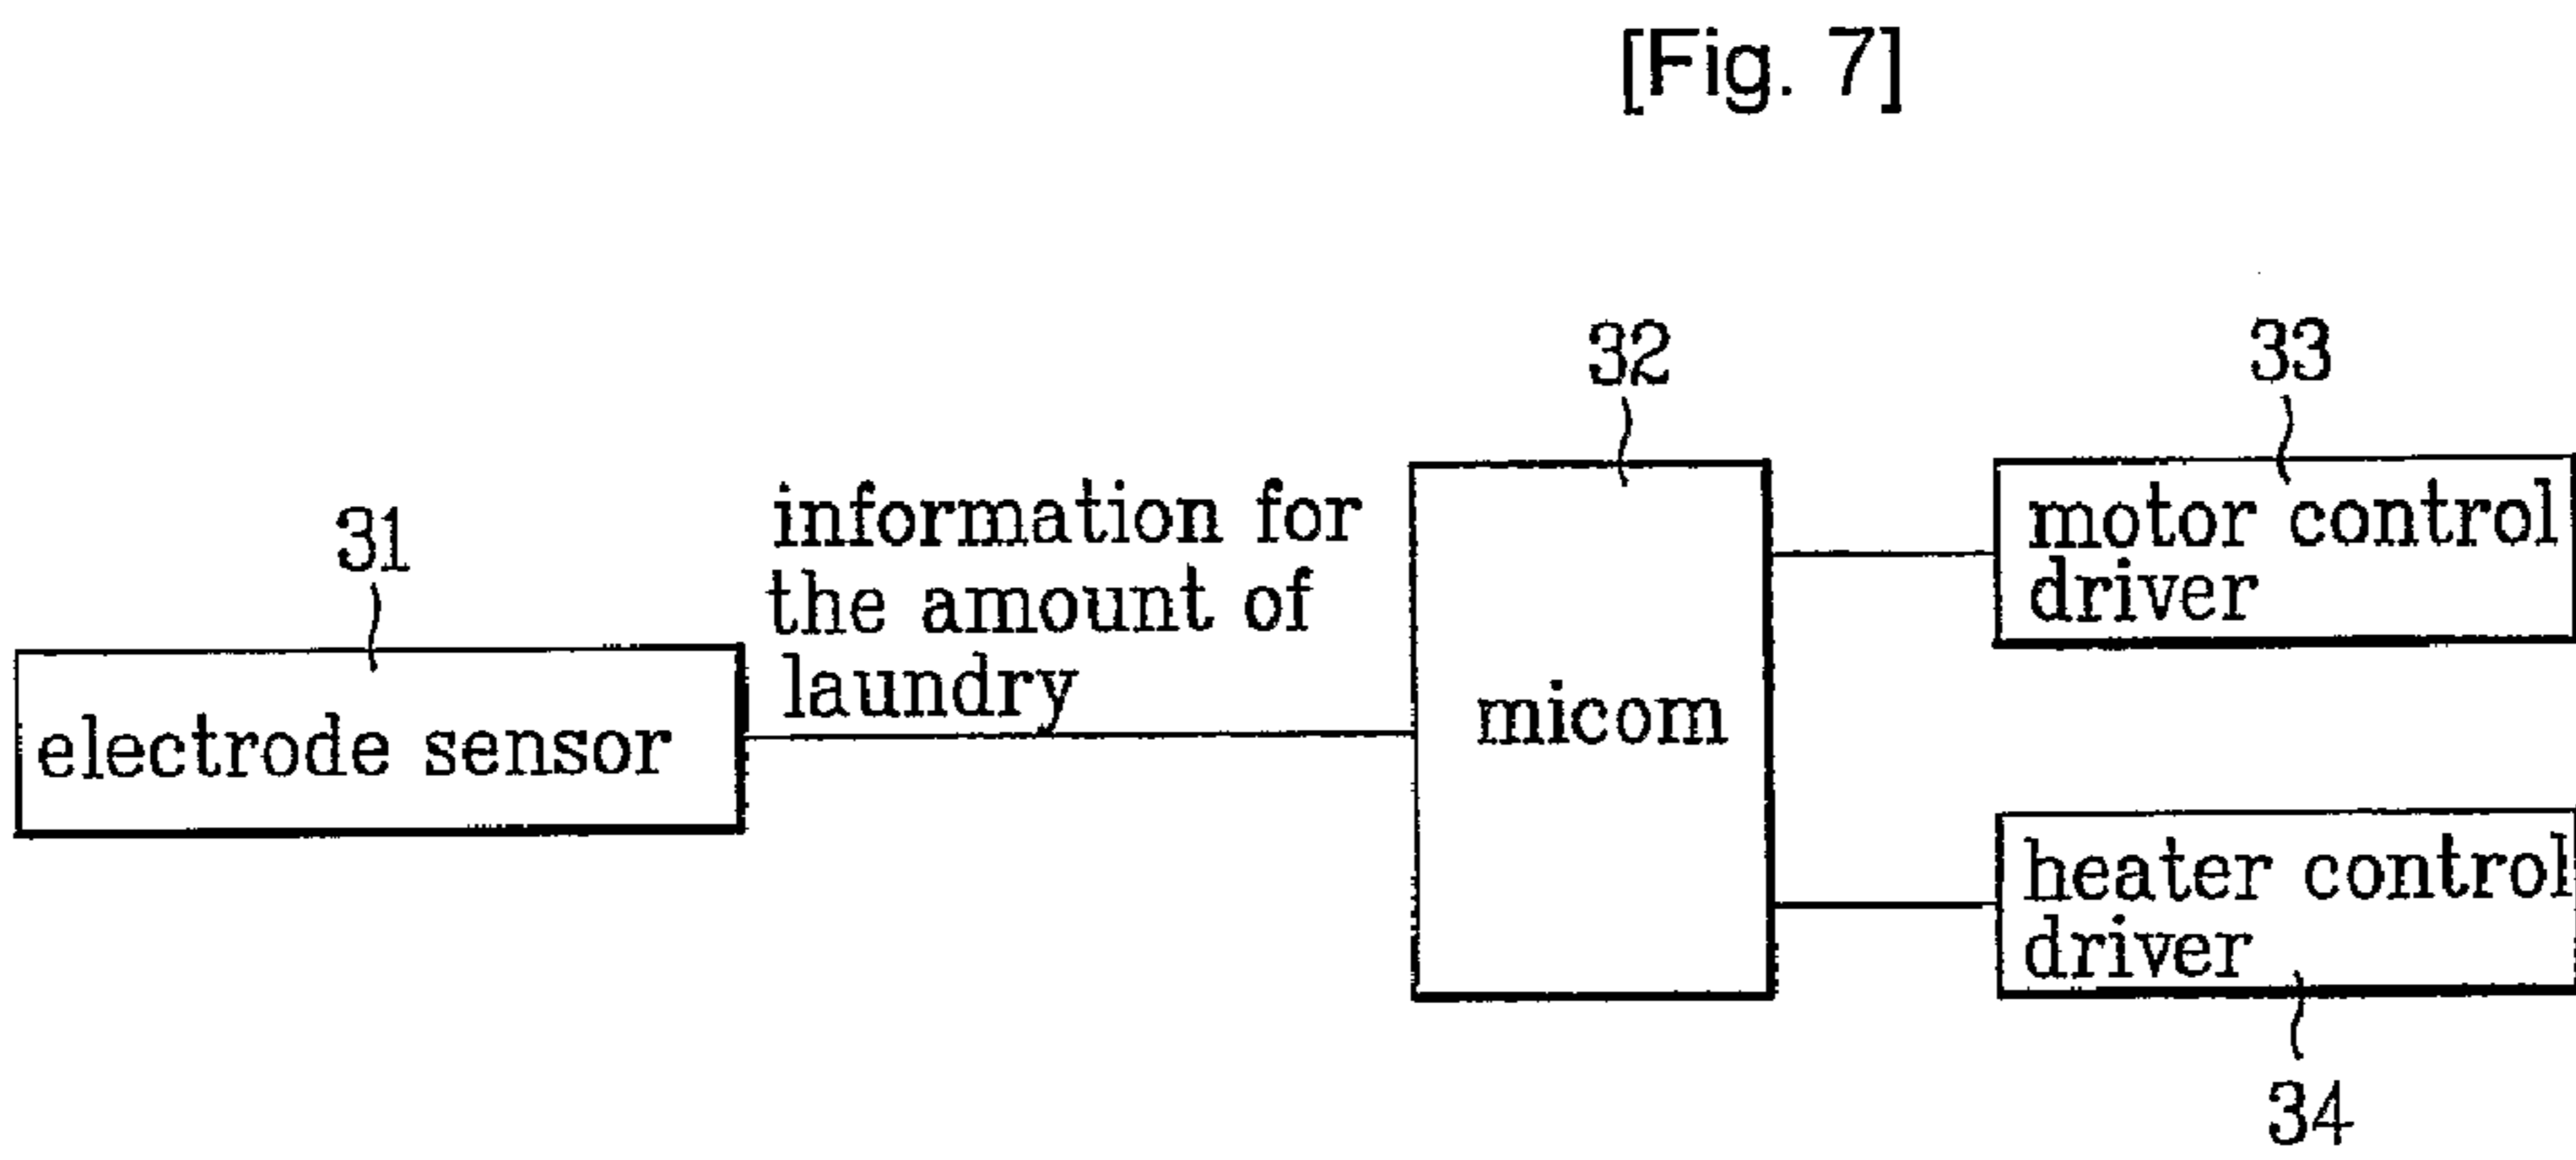 [Fig. 7]
31
electrode sensor
information for
the amount of
laundry
32
micom
33
motor control
driver
heater control
driver
34